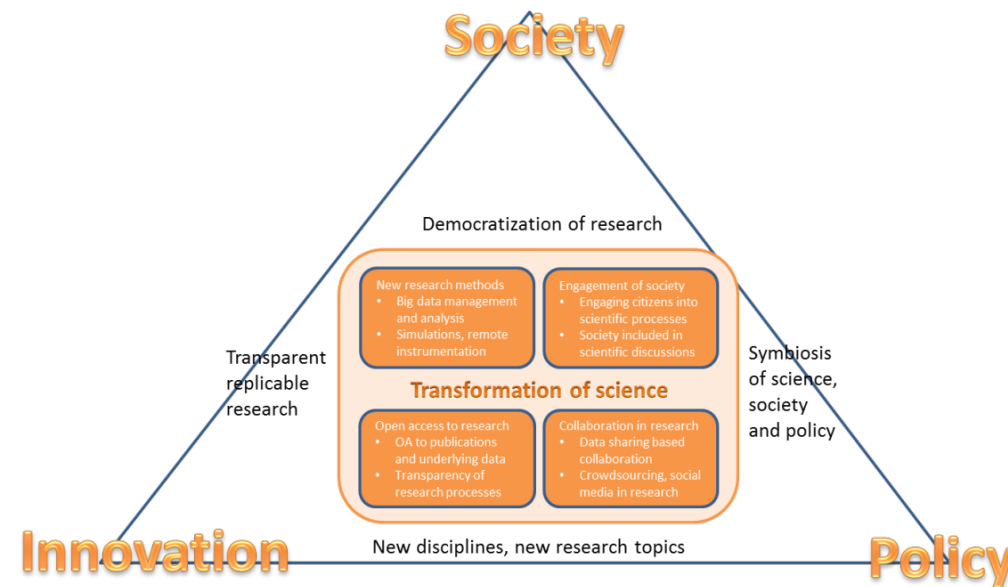 Society
Democratization of research
New research methods
• Big data management
and analysis
• Simulations, remote
instrumentation
Engagement of society
• Engaging citizens into
scientific processes
• Society included in
scientific discussions
Transparent
replicable
research
Transformation of science
Symbiosis
of science,
society
and policy
Open access to research
• OA to publications
and underlying data
• Transparency of
research processes
Collaboration in research
• Data sharing based
collaboration
• Crowdsourcing, social
media in research
Innovation
New disciplines, new research topics
Policy